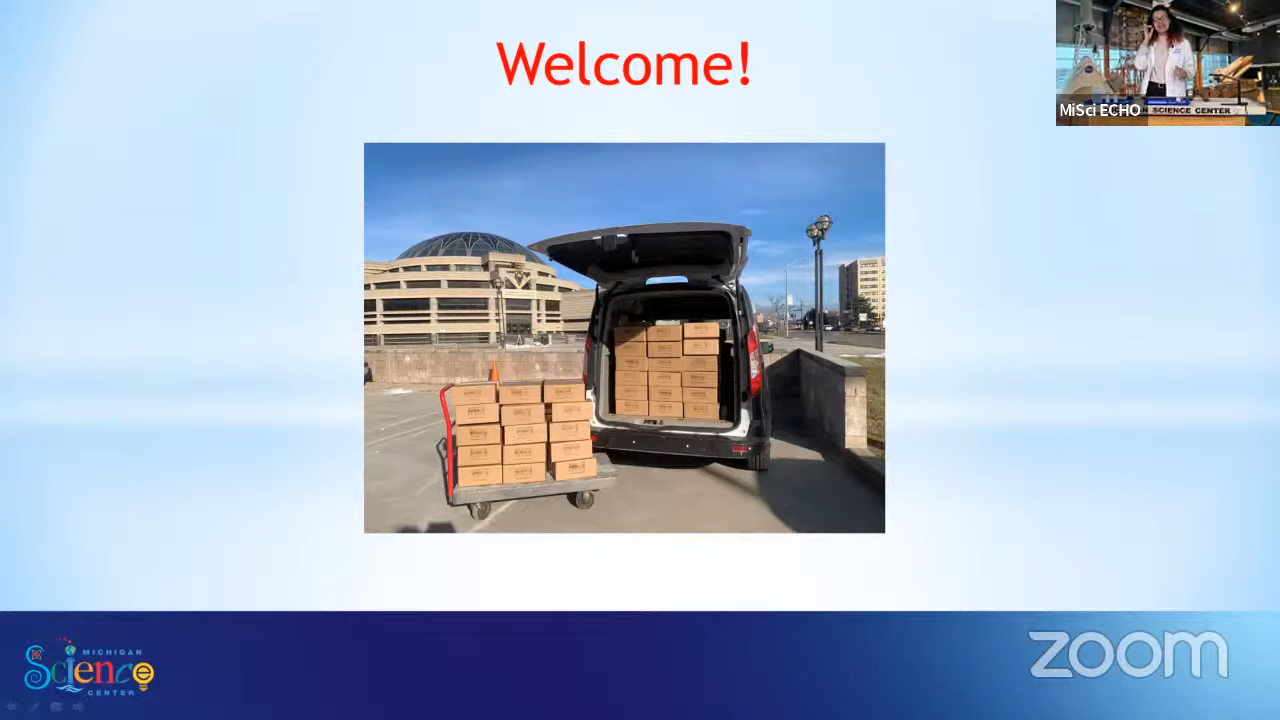 Welcome!
MiSci ECHO
N SCIENCE CENTER
MICHIGAN
Science
CENTER
zoom